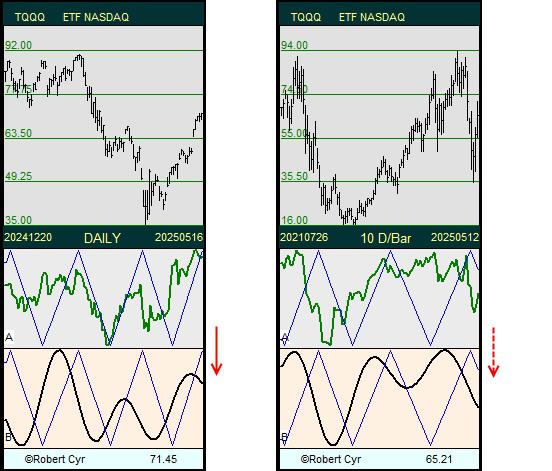 TQQQ ETF NASDAQ
92.00
77.75
63.50
49.25
35.00
20241220 DAILY 20250516
A
B
©Robert Cyr 71.45
TQQQ ETF NASDAQ
94.00
74.50
55.00
35.50
16.00
20210726 10 D/Bar 20250512
A
B
©Robert Cyr 65.21